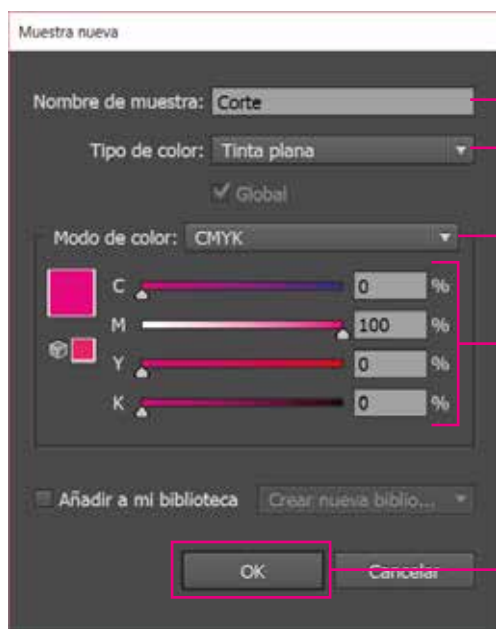 Muestra nueva
Nombre de muestra: Corte
Tipo de color: Tinta plana
Global
Modo de color: CMYK
C 0 %
M 100 %
Y 0 %
K 0 %
Añadir a mi biblioteca Crear nueva biblio...
OK Cancelar